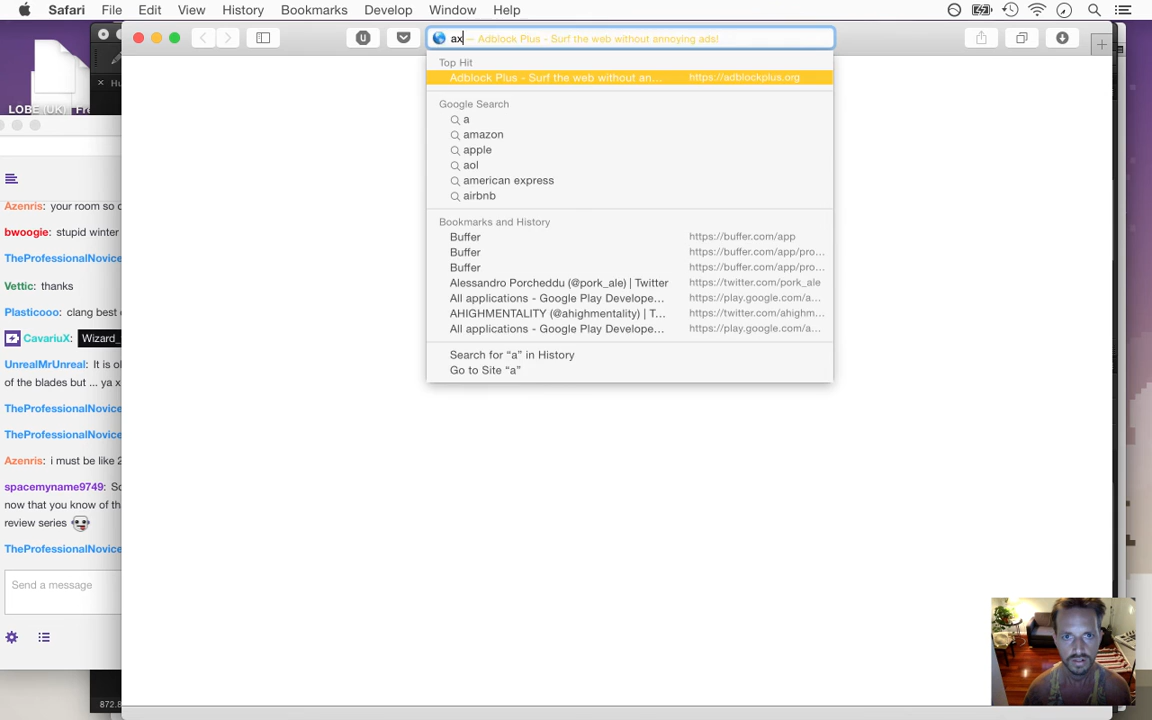 Safari File Edit View History Bookmarks Develop Window Help
ax — Adblock Plus - Surf the web without annoying ads!
Top Hit
Adblock Plus - Surf the web without an... https://adblockplus.org
Google Search
a
amazon
apple
aol
american express
airbnb
Bookmarks and History
Buffer https://buffer.com/app
Buffer https://buffer.com/app/pro...
Buffer https://buffer.com/app/pro...
Alessandro Porcheddu (@pork_ale) | Twitter https://twitter.com/pork_ale
All applications - Google Play Develope... https://play.google.com/a...
AHIGHMENTALITY (@ahighmentality) | T... https://twitter.com/ahighm...
All applications - Google Play Develope... https://play.google.com/a...
Search for “a” in History
Go to Site “a”
LOBE (UK)
Azenris: your room so
bwoogie: stupid winter
TheProfessionalNovice
Vettic: thanks
Plasticooo: clang best
CavariuX: Wizard_
UnrealMrUnreal: It is
of the blades but ... ya x
TheProfessionalNovice
TheProfessionalNovice
Azenris: i must be like 2
spacemyname9749:
now that you know of
review series
TheProfessionalNovice
Send a message
872.8